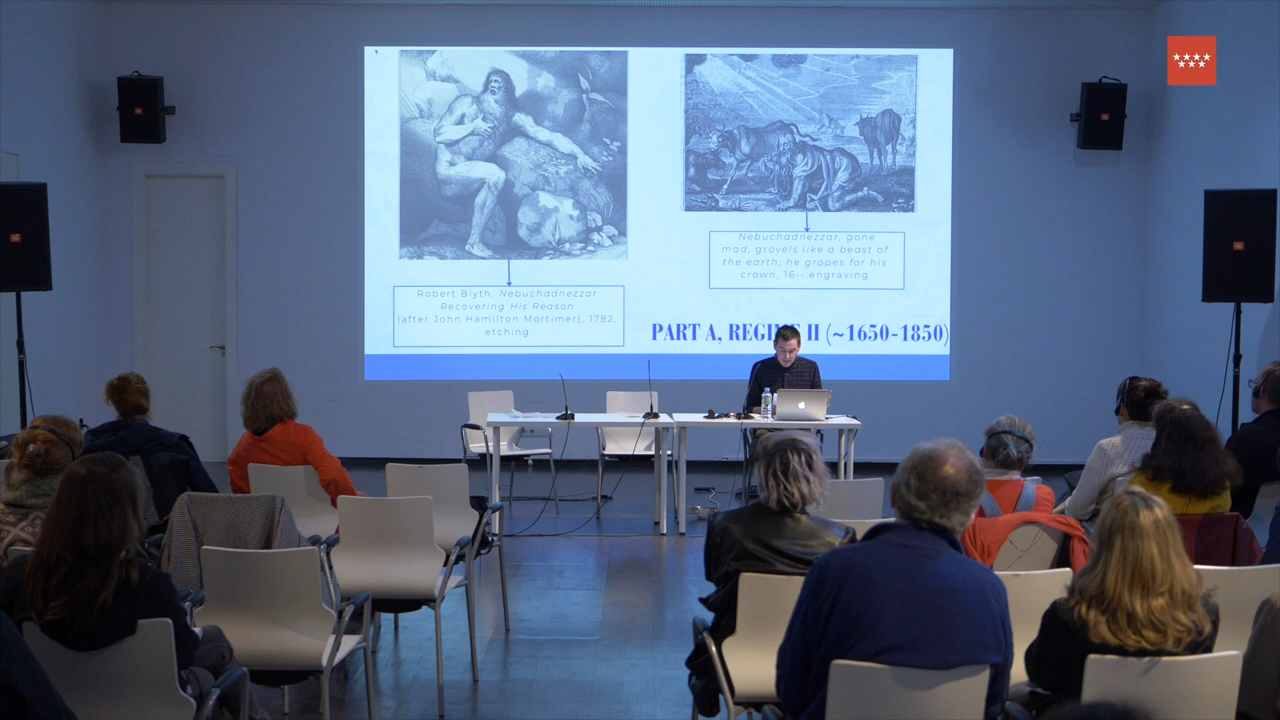 Robert Blyth, Nebuchadnezzar
Recovering His Reason
(after John Hamilton Mortimer), 1782,
etching
Nebuchadnezzar, gone
mad, grovels like a beast of
the earth; he gropes for his
crown, 16-- engraving
PART A, REGIME II (~1650-1850)